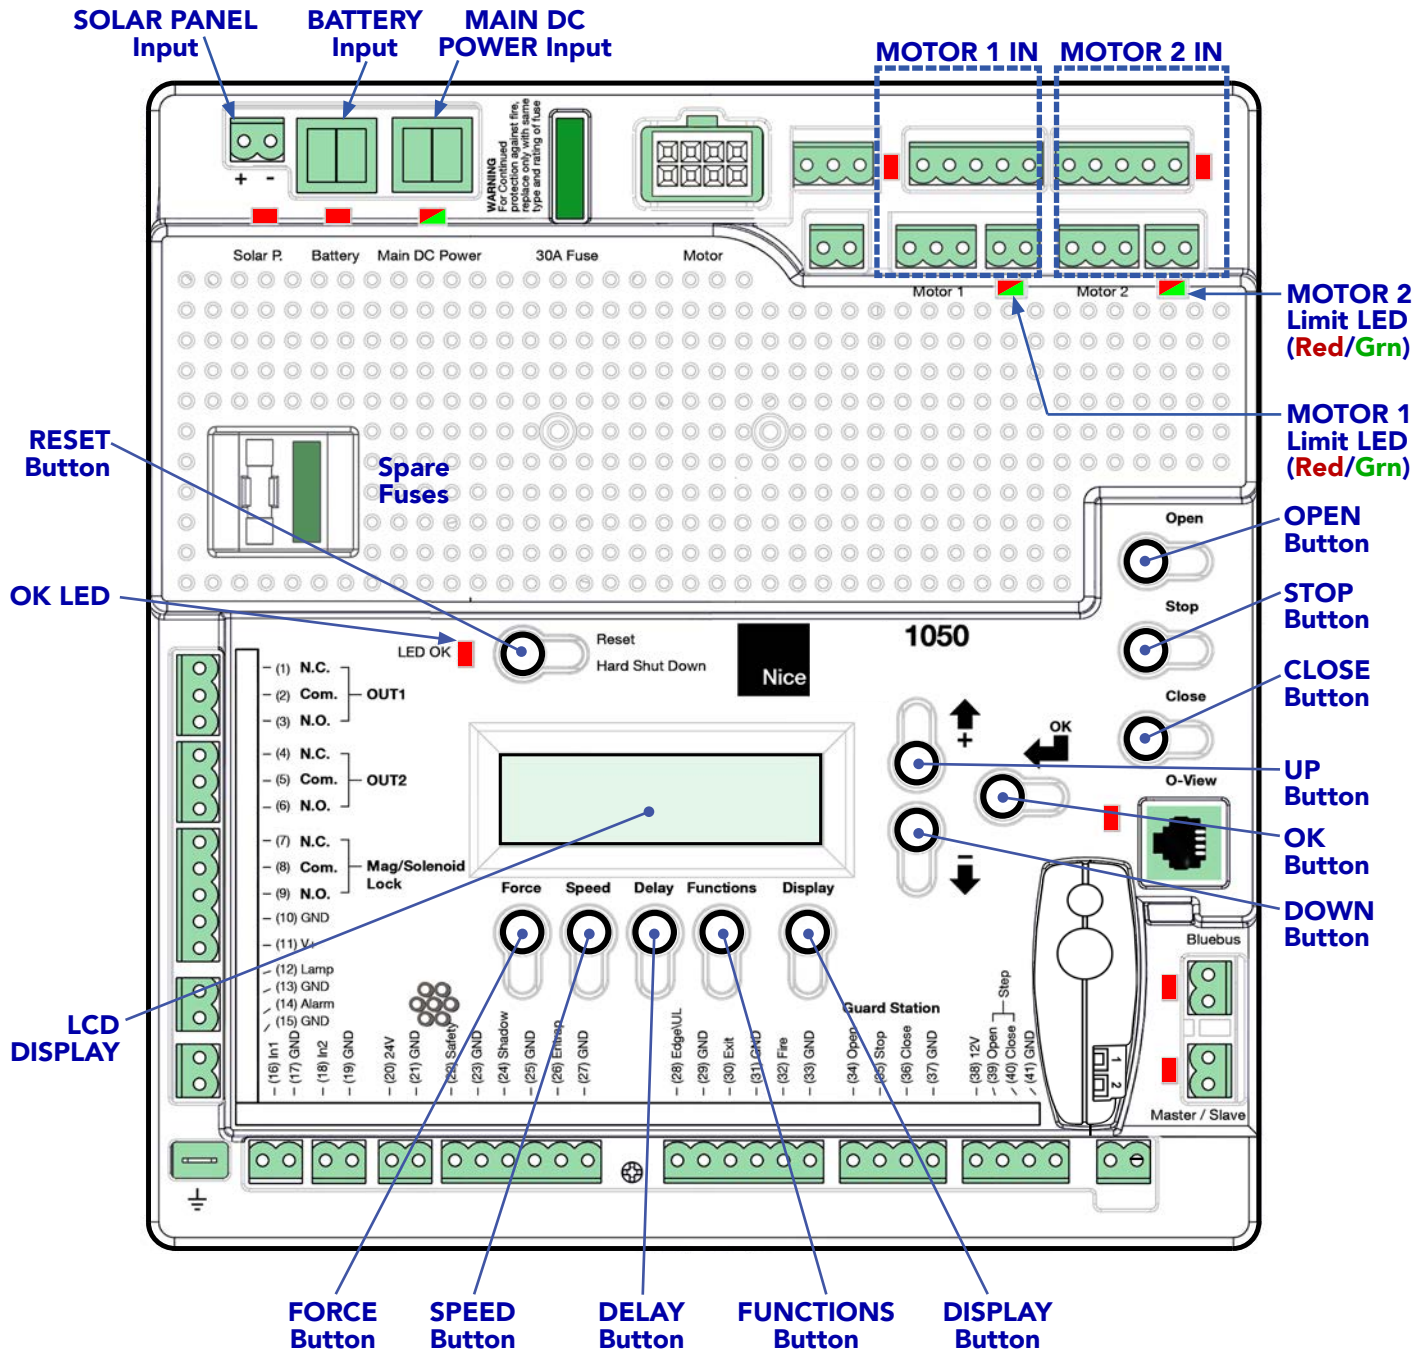 SOLAR PANEL
Input
BATTERY
Input
MAIN DC
POWER Input
MOTOR 1 IN
MOTOR 2 IN
+ -
WARNING
For Continued
protection against fire,
replace only with same
type and rating of fuse
Solar P.
Battery
Main DC Power
30A Fuse
Motor
Motor 1
Motor 2
MOTOR 2
Limit LED
(Red/Grn)
MOTOR 1
Limit LED
(Red/Grn)
RESET
Button
Spare
Fuses
Open
OPEN
Button
OK LED
Stop
STOP
Button
LED OK
Reset
Hard Shut Down
Nice
1050
Close
CLOSE
Button
(1) N.C.
(2) Com.
OUT1
(3) N.O.
(4) N.C.
(5) Com.
OUT2
(6) N.O.
(7) N.C.
(8) Com.
Mag/Solenoid
Lock
(9) N.O.
(10) GND
(11) V+
(12) Lamp
(13) GND
(14) Alarm
(15) GND
+
OK
-
O-View
UP
Button
OK
Button
DOWN
Button
Force
Speed
Delay
Functions
Display
Bluebus
LCD
DISPLAY
Guard Station
Step
(16) In1
(17) GND
(18) In2
(19) GND
(20) 24V
(21) GND
(22) Safety
(23) GND
(24) Shadow
(25) GND
(26) Entrap
(27) GND
(28) Edge\UL
(29) GND
(30) Exit
(31) GND
(32) Fire
(33) GND
(34) Open
(35) Stop
(36) Close
(37) GND
(38) 12V
(39) Open
(40) Close
(41) GND
1
2
Master / Slave
FORCE
Button
SPEED
Button
DELAY
Button
FUNCTIONS
Button
DISPLAY
Button